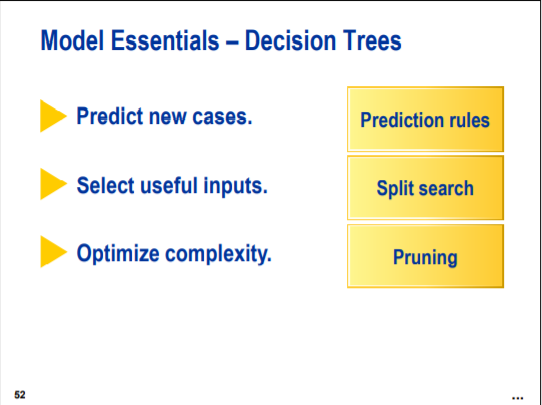 Model Essentials – Decision Trees
Predict new cases.
Prediction rules
Select useful inputs.
Split search
Optimize complexity.
Pruning
52
...